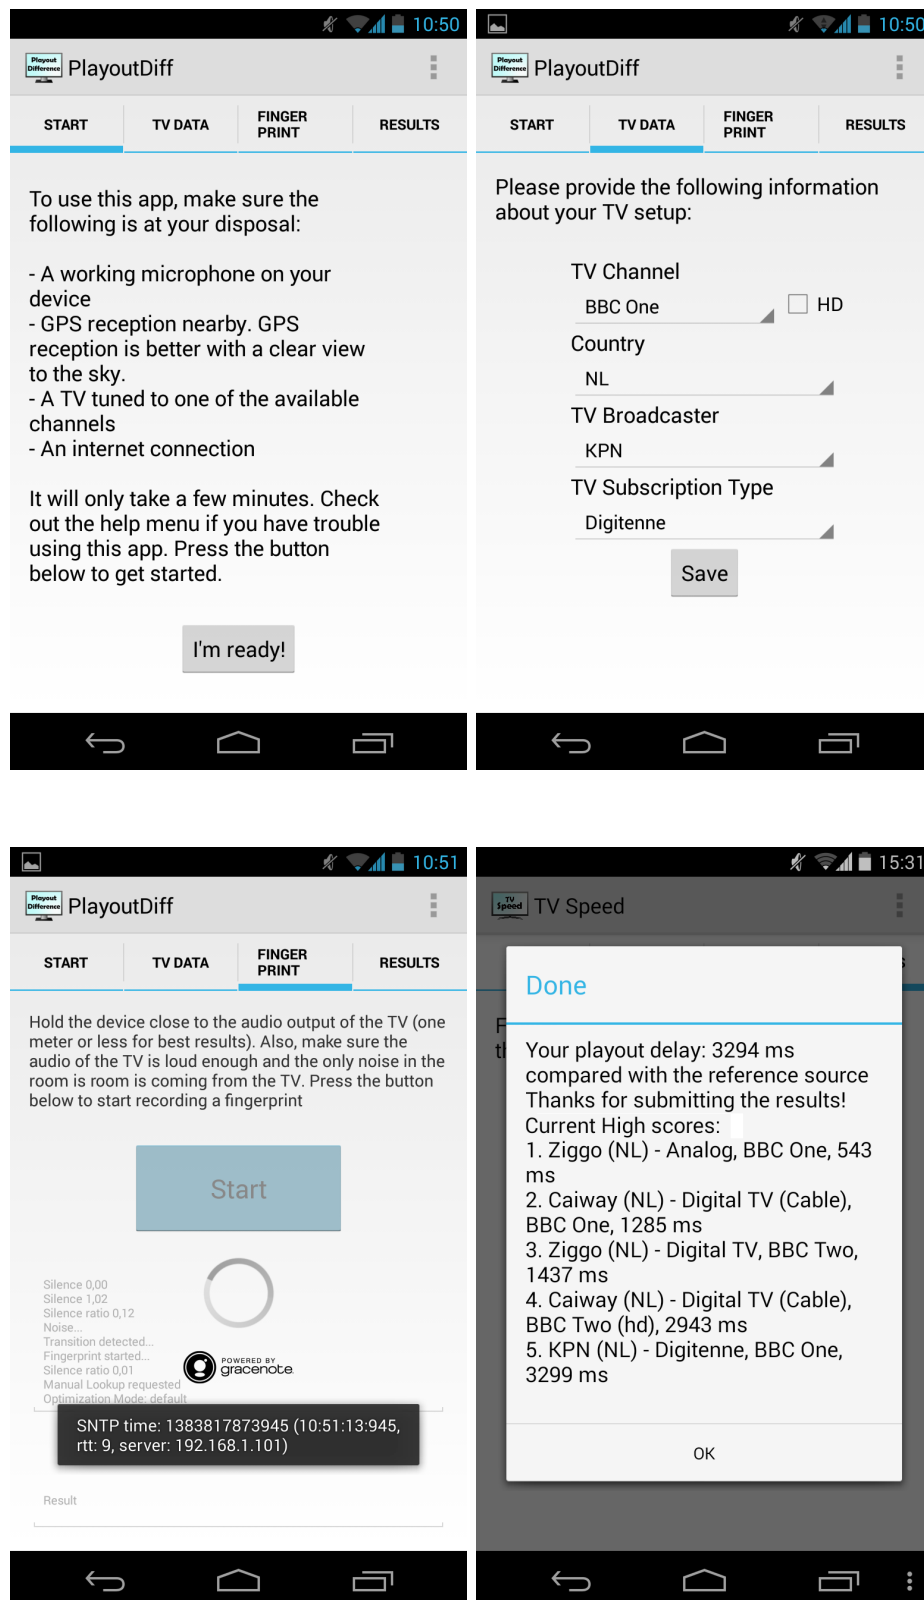 10:50
Playout Difference PlayoutDiff
START TV DATA FINGER PRINT RESULTS
To use this app, make sure the
following is at your disposal:
- A working microphone on your
device
- GPS reception nearby. GPS
reception is better with a clear view
to the sky.
- A TV tuned to one of the available
channels
- An internet connection
It will only take a few minutes. Check
out the help menu if you have trouble
using this app. Press the button
below to get started.
I'm ready!
10:50
Playout Difference PlayoutDiff
START TV DATA FINGER PRINT RESULTS
Please provide the following information
about your TV setup:
TV Channel
BBC One HD
Country
NL
TV Broadcaster
KPN
TV Subscription Type
Digitenne
Save
10:51
Playout Difference PlayoutDiff
START TV DATA FINGER PRINT RESULTS
Hold the device close to the audio output of the TV (one
meter or less for best results). Also, make sure the
audio of the TV is loud enough and the only noise in the
room is room is coming from the TV. Press the button
below to start recording a fingerprint
Start
Silence 0,00
Silence 1,02
Silence ratio 0,12
Noise...
Transition detected...
Fingerprint started...
Silence ratio 0,01
Manual Lookup requested
Optimization Mode: default
POWERED BY
gracenote.
SNTP time: 1383817873945 (10:51:13:945,
rtt: 9, server: 192.168.1.101)
Result
15:31
TV Speed TV Speed
Done
Your playout delay: 3294 ms
compared with the reference source
Thanks for submitting the results!
Current High scores:
1. Ziggo (NL) - Analog, BBC One, 543
ms
2. Caiway (NL) - Digital TV (Cable),
BBC One, 1285 ms
3. Ziggo (NL) - Digital TV, BBC Two,
1437 ms
4. Caiway (NL) - Digital TV (Cable),
BBC Two (hd), 2943 ms
5. KPN (NL) - Digitenne, BBC One,
3299 ms
OK